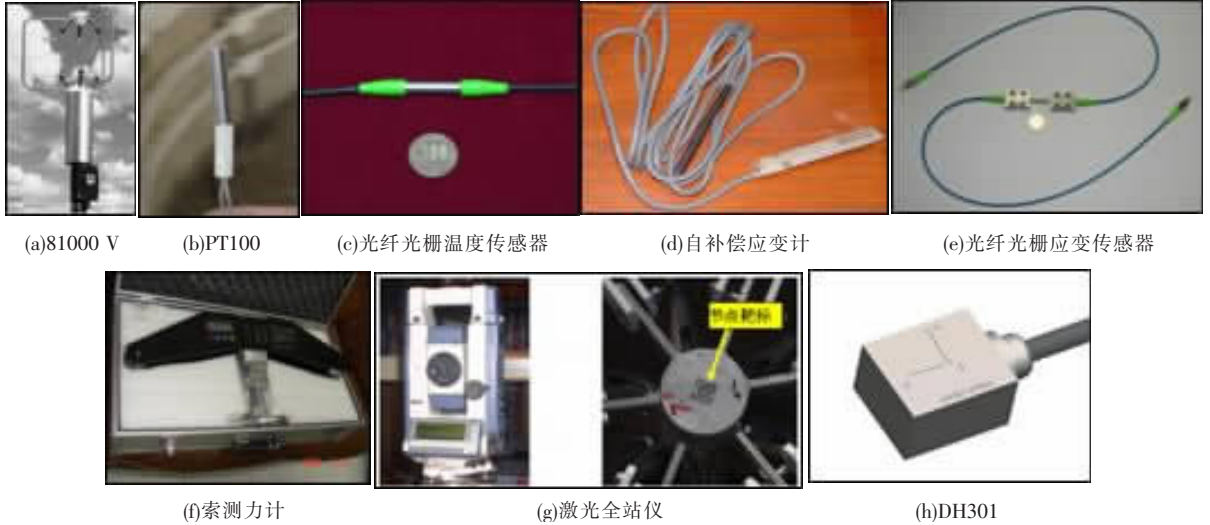 (a)81000 V
(b)PT100
(c)光纤光栅温度传感器
(d)自补偿应变计
(e)光纤光栅应变传感器
节点靶标
(f)索测力计
(g)激光全站仪
(h)DH301